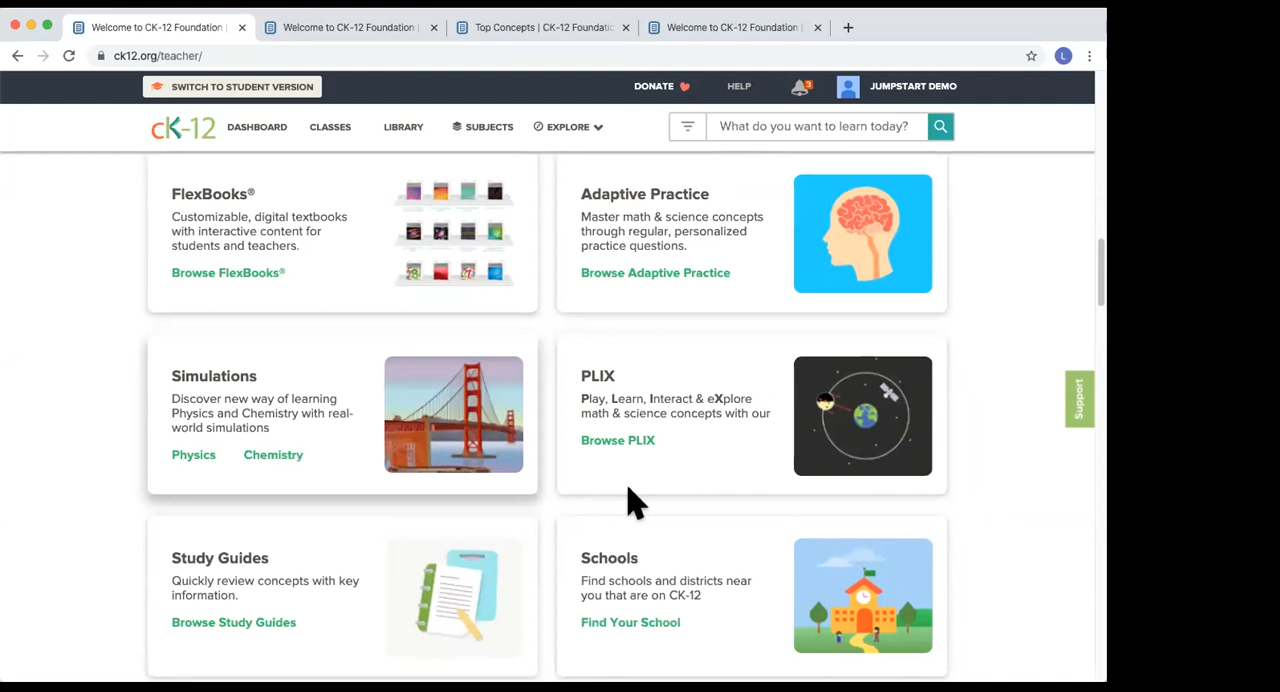 Welcome to CK-12 Foundation |
Welcome to CK-12 Foundation |
Top Concepts | CK-12 Foundatic
Welcome to CK-12 Foundation |
ck12.org/teacher/
L
SWITCH TO STUDENT VERSION
DONATE
HELP
3
JUMPSTART DEMO
cK-12
DASHBOARD
CLASSES
LIBRARY
SUBJECTS
EXPLORE
What do you want to learn today?
FlexBooks®
Customizable, digital textbooks
with interactive content for
students and teachers.
Browse FlexBooks®
Adaptive Practice
Master math & science concepts
through regular, personalized
practice questions.
Browse Adaptive Practice
Simulations
Discover new way of learning
Physics and Chemistry with real-
world simulations
Physics
Chemistry
PLIX
Play, Learn, Interact & eXplore
math & science concepts with our
Browse PLIX
Support
Study Guides
Quickly review concepts with key
information.
Browse Study Guides
Schools
Find schools and districts near
you that are on CK-12
Find Your School